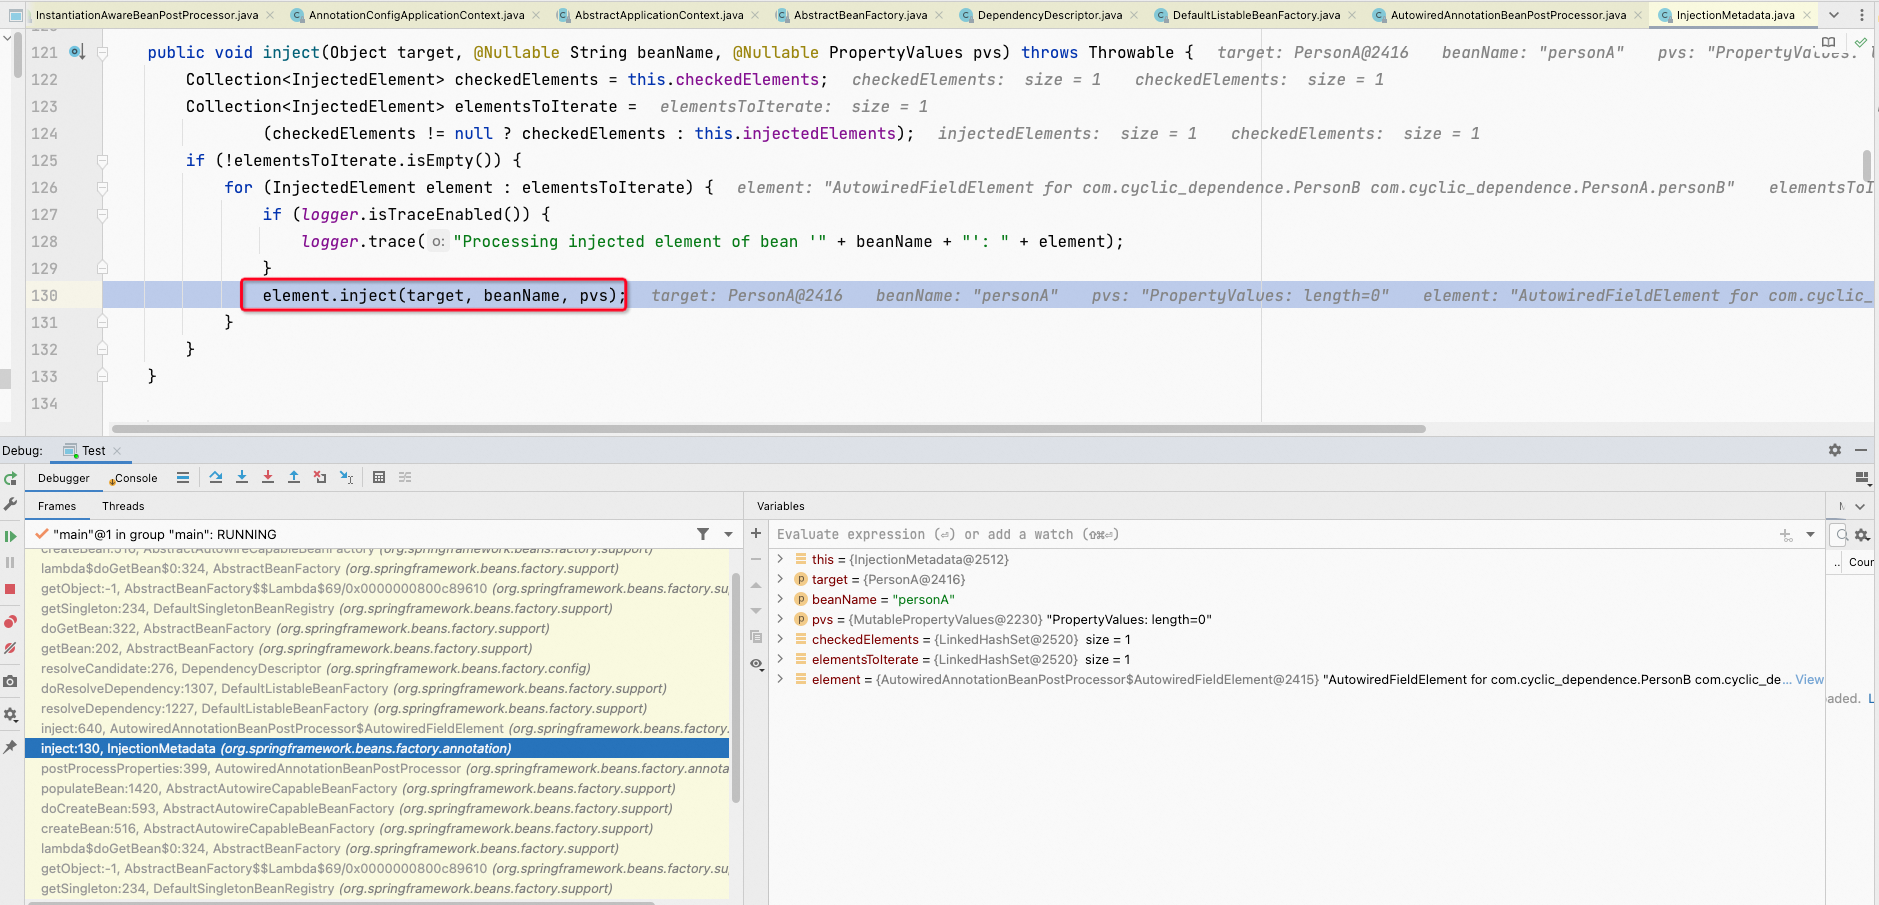 InstantiationAwareBeanPostProcessor.java AnnotationConfigApplicationContext.java AbstractApplicationContext.java AbstractBeanFactory.java DependencyDescriptor.java DefaultListableBeanFactory.java AutowiredAnnotationBeanPostProcessor.java InjectionMetadata.java
121 public void inject(Object target, @Nullable String beanName, @Nullable PropertyValues pvs) throws Throwable { target: PersonA@2416 beanName: "personA" pvs: "PropertyValues: l
122 Collection<InjectedElement> checkedElements = this.checkedElements; checkedElements: size = 1 checkedElements: size = 1
123 Collection<InjectedElement> elementsToIterate = elementsToIterate: size = 1
124 (checkedElements != null ? checkedElements : this.injectedElements); injectedElements: size = 1 checkedElements: size = 1
125 if (!elementsToIterate.isEmpty()) {
126 for (InjectedElement element : elementsToIterate) { element: "AutowiredFieldElement for com.cyclic_dependence.PersonB com.cyclic_dependence.PersonA.personB" elementsToI
127 if (logger.isTraceEnabled()) {
128 logger.trace( o: "Processing injected element of bean '" + beanName + "': " + element);
129 }
130 element.inject(target, beanName, pvs); target: PersonA@2416 beanName: "personA" pvs: "PropertyValues: length=0" element: "AutowiredFieldElement for com.cyclic_
131 }
132 }
133 }
134
Debug: Test
Debugger Console
Frames Threads
"main"@1 in group "main": RUNNING
createBean:516, AbstractAutowireCapableBeanFactory (org.springframework.beans.factory.support)
lambda$doGetBean$0:324, AbstractBeanFactory (org.springframework.beans.factory.support)
getObject:-1, AbstractBeanFactory$$Lambda$69/0x0000000800c89610 (org.springframework.beans.factory.su
getSingleton:234, DefaultSingletonBeanRegistry (org.springframework.beans.factory.support)
doGetBean:322, AbstractBeanFactory (org.springframework.beans.factory.support)
getBean:202, AbstractBeanFactory (org.springframework.beans.factory.support)
resolveCandidate:276, DependencyDescriptor (org.springframework.beans.factory.config)
doResolveDependency:1307, DefaultListableBeanFactory (org.springframework.beans.factory.support)
resolveDependency:1227, DefaultListableBeanFactory (org.springframework.beans.factory.support)
inject:640, AutowiredAnnotationBeanPostProcessor$AutowiredFieldElement (org.springframework.beans.factory.
inject:130, InjectionMetadata (org.springframework.beans.factory.annotation)
postProcessProperties:399, AutowiredAnnotationBeanPostProcessor (org.springframework.beans.factory.annota
populateBean:1420, AbstractAutowireCapableBeanFactory (org.springframework.beans.factory.support)
doCreateBean:593, AbstractAutowireCapableBeanFactory (org.springframework.beans.factory.support)
createBean:516, AbstractAutowireCapableBeanFactory (org.springframework.beans.factory.support)
lambda$doGetBean$0:324, AbstractBeanFactory (org.springframework.beans.factory.support)
getObject:-1, AbstractBeanFactory$$Lambda$69/0x0000000800c89610 (org.springframework.beans.factory.su
getSingleton:234, DefaultSingletonBeanRegistry (org.springframework.beans.factory.support)
Variables
Evaluate expression (⏎) or add a watch (⇧⌘⏎)
this = {InjectionMetadata@2512}
target = {PersonA@2416}
beanName = "personA"
pvs = {MutablePropertyValues@2230} "PropertyValues: length=0"
checkedElements = {LinkedHashSet@2520} size = 1
elementsToIterate = {LinkedHashSet@2520} size = 1
element = {AutowiredAnnotationBeanPostProcessor$AutowiredFieldElement@2415} "AutowiredFieldElement for com.cyclic_dependence.PersonB com.cyclic_de... View
.. Cour
aded. L